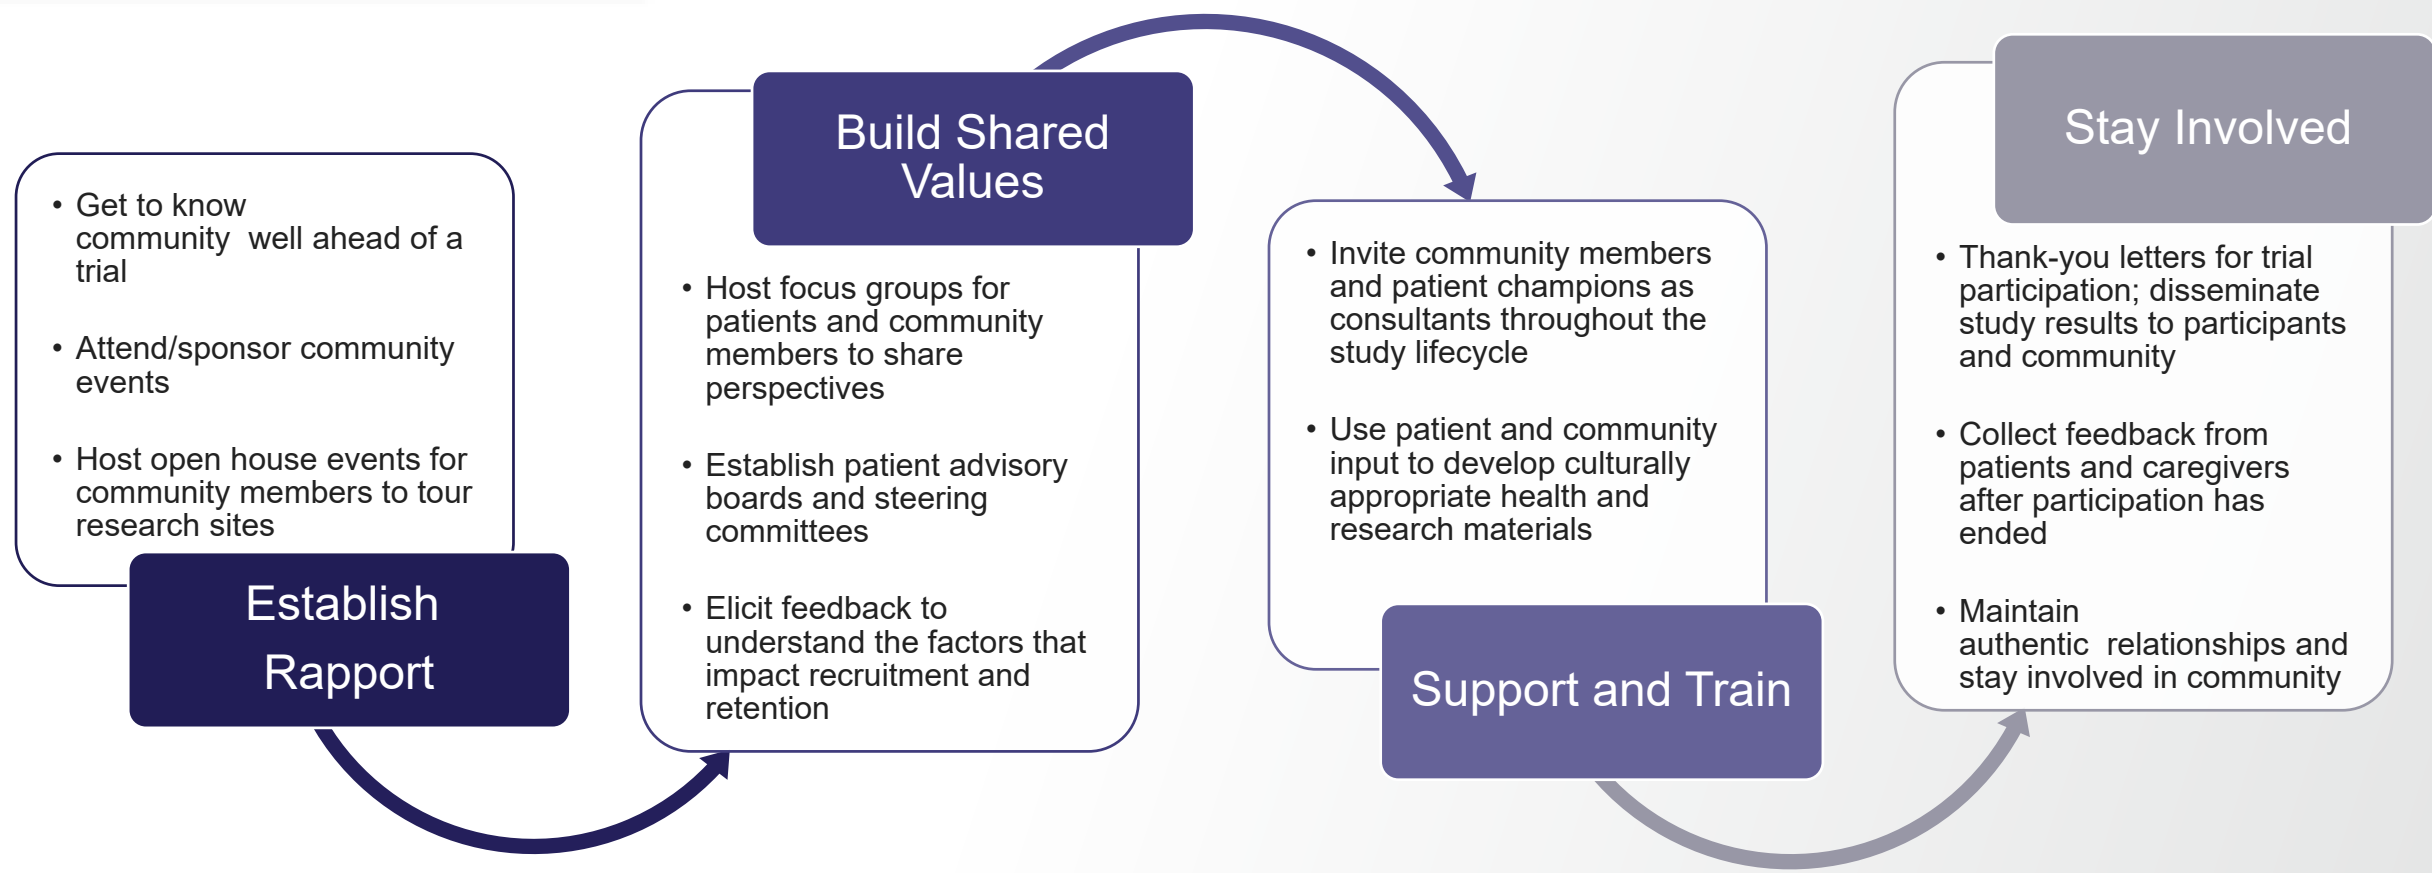 • Get to know
community  well ahead of a
trial
• Attend/sponsor community
events
• Host open house events for
community members to tour
research sites
Establish
Rapport
Build Shared
Values
• Host focus groups for
patients and community
members to share
perspectives
• Establish patient advisory
boards and steering
committees
• Elicit feedback to
understand the factors that
impact recruitment and
retention
• Invite community members
and patient champions as
consultants throughout the
study lifecycle
• Use patient and community
input to develop culturally
appropriate health and
research materials
Support and Train
Stay Involved
• Thank-you letters for trial
participation; disseminate
study results to participants
and community
• Collect feedback from
patients and caregivers
after participation has
ended
• Maintain
authentic  relationships and
stay involved in community